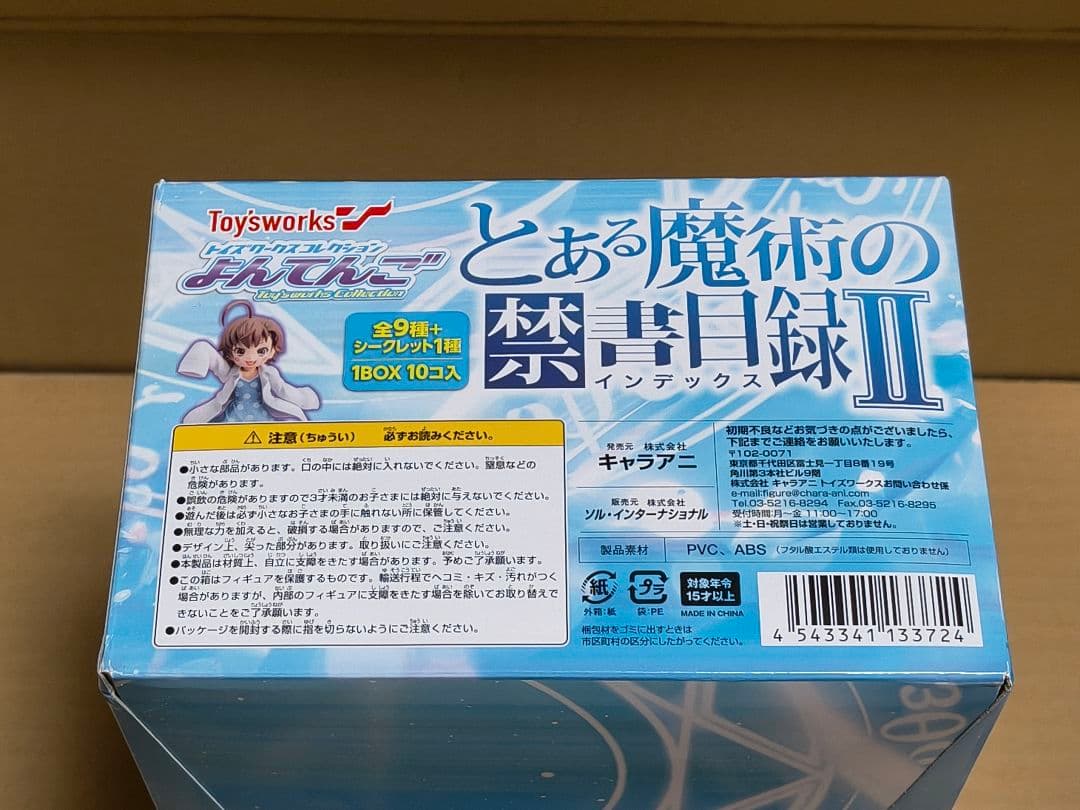 Toy'sworks
トイズワークスコレクション
よんてんご
Toy'sworks Collection
とある魔術の
禁書目録II
インデックス
全9種+
シークレット1種
1BOX 10コ入
注意（ちゅうい） 必ずお読みください。
●小さな部品があります。口の中には絶対に入れないでください。窒息などの
危険があります。
●誤飲の危険がありますので3才未満のお子さまには絶対に与えないでください。
●遊んだ後は必ず小さなお子さまの手に触れない所に保管してください。
●無理な力を加えると、破損する場合がありますので、ご注意ください。
●デザイン上、尖った部分があります。取り扱いにご注意ください。
●本製品は材質上、自立に支障をきたす場合があります。予めご了承願います。
●この箱はフィギュアを保護するものです。輸送行程でヘコミ・キズ・汚れがつく
場合がありますが、内部のフィギュアに支障をきたす場合を除いてお取り替えで
きないことをご了承願います。
●パッケージを開封する際に指を切らないようにご注意ください。
発売元 株式会社
キャラアニ
販売元 株式会社
ソル・インターナショナル
初期不良などお気づきの点がございましたら、
下記までご連絡をお願いいたします。
〒102-0071
東京都千代田区富士見一丁目8番19号
角川第3本社ビル9階
株式会社 キャラアニ トイズワークスお問い合わせ係
e-mail:figure@chara-ani.com
Tel.03-5216-8294 Fax.03-5216-8295
受付時間:月〜金 11:00〜17:00
※土・日・祝祭日は営業しておりません。
製品素材 PVC、ABS （フタル酸エステル類は使用しておりません）
紙
外箱:紙
プラ
袋:PE
対象年令
15才以上
MADE IN CHINA
梱包材をゴミに出すときは
市区町村の区分にしたがってください。
4 543341 133724